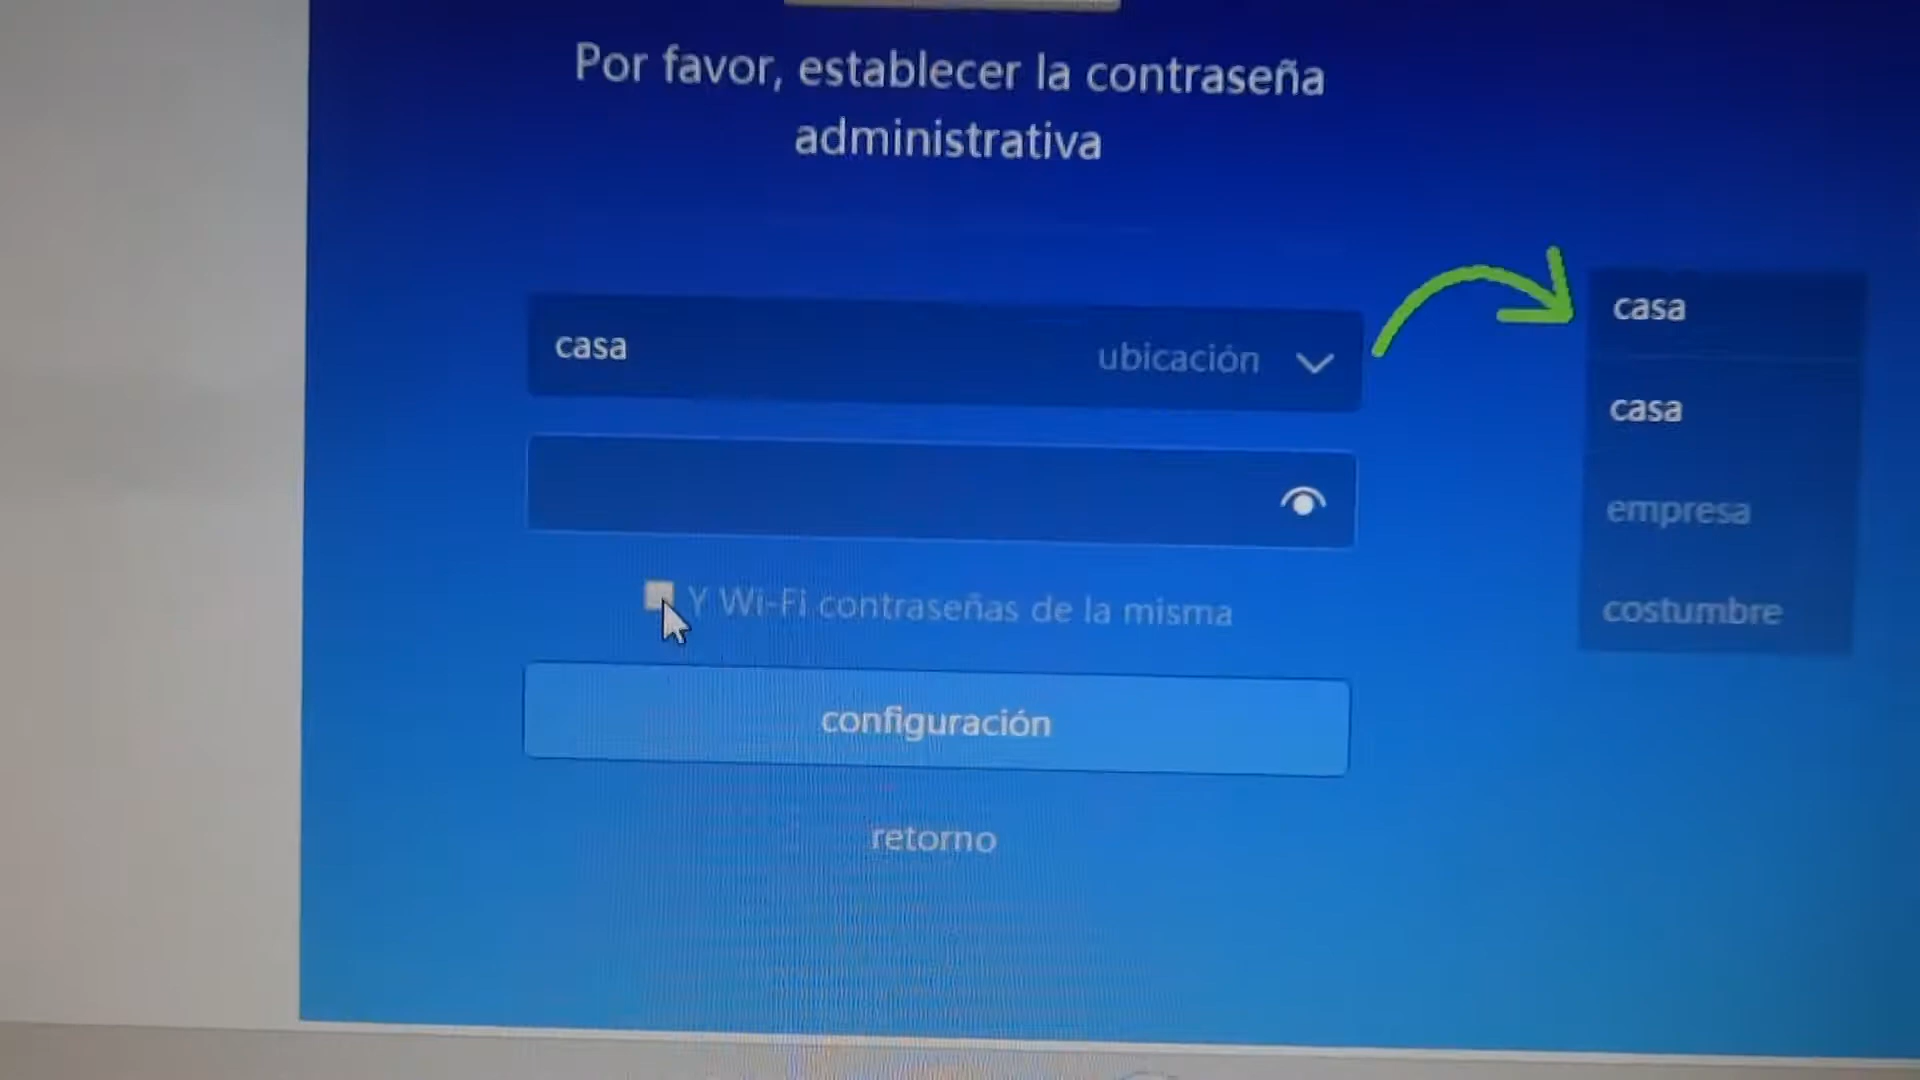 Por favor, establecer la contraseña
administrativa
casa ubicación
Y Wi-Fi contraseñas de la misma
configuración
retorno
casa
casa
empresa
costumbre